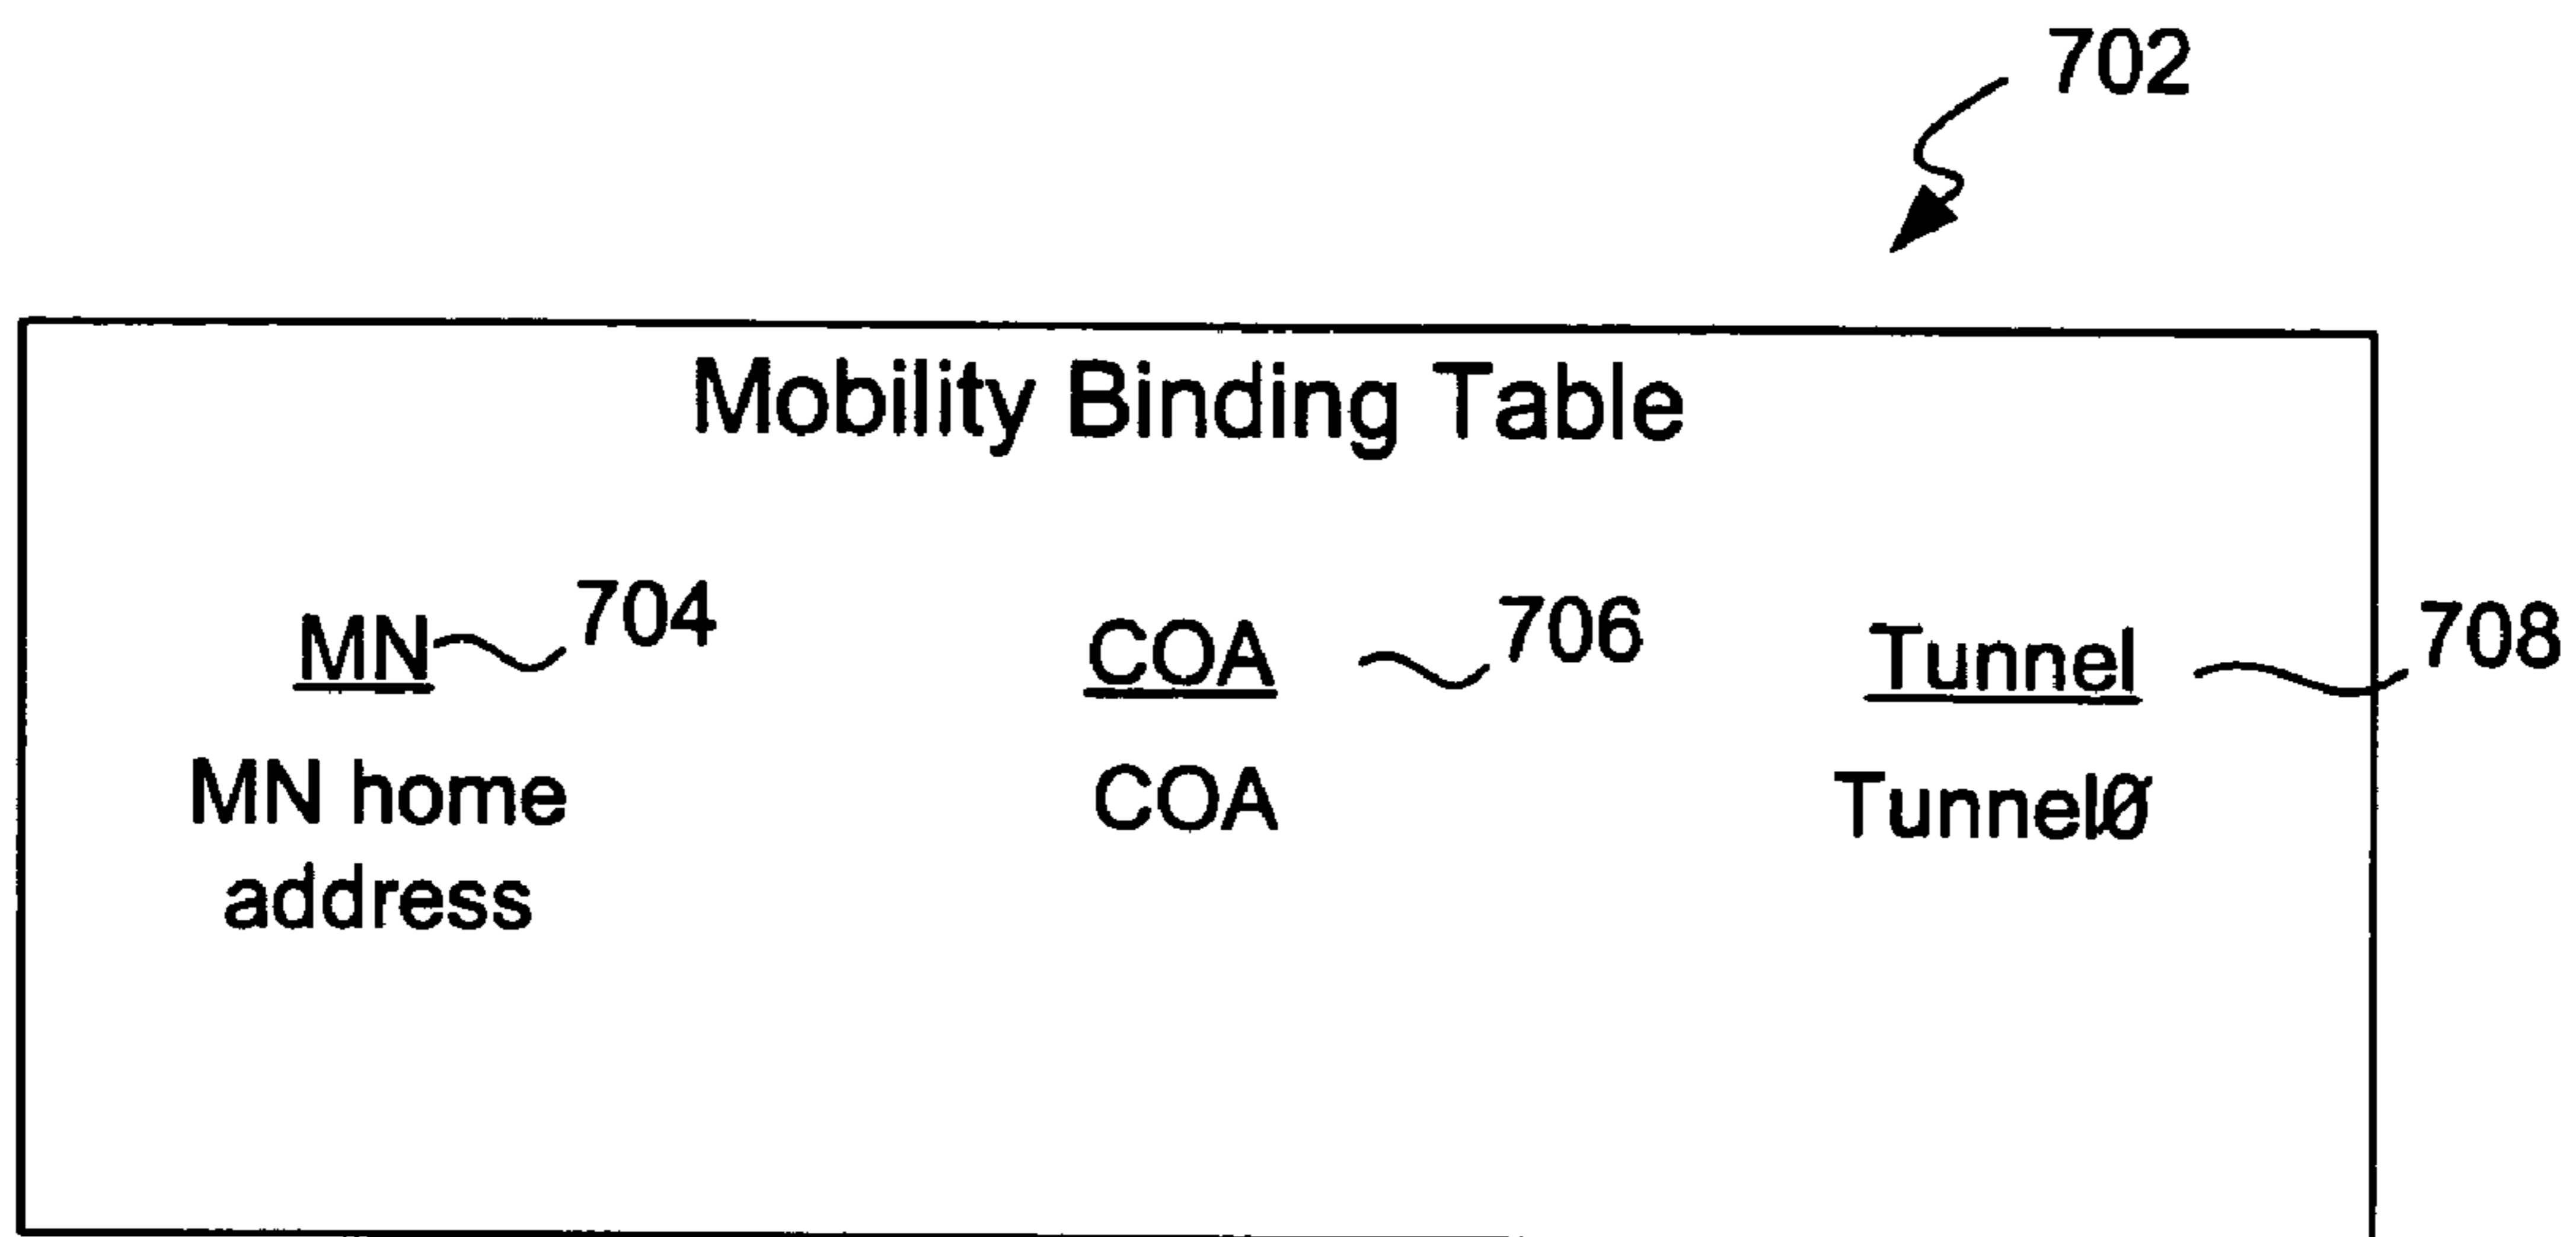 702
Mobility Binding Table
MN 704 COA 706 Tunnel 708
MN home address COA Tunnel0